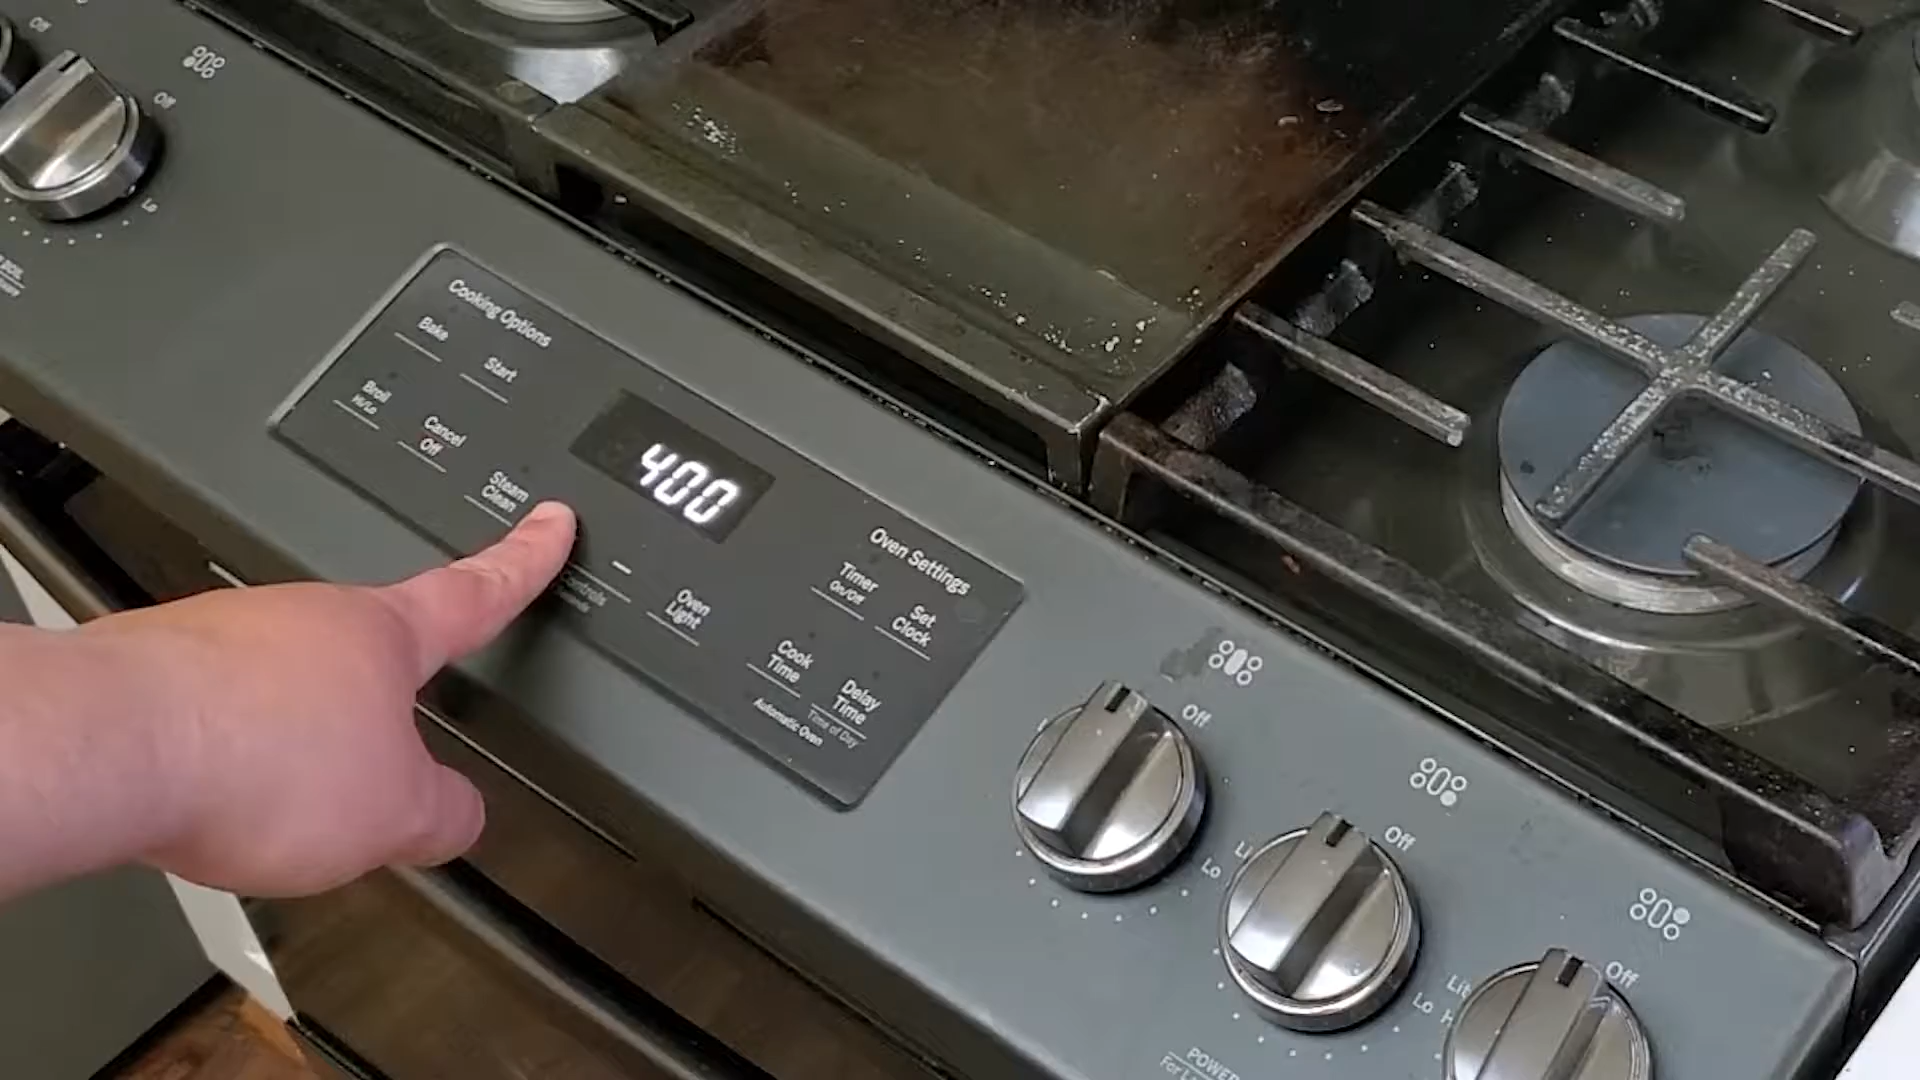 Off
Off
Lo
Cooking Options
Bake
Start
Broil
Hi/Lo
Cancel
Off
Steam
Clean
400
Controls
Oven
Light
Oven Settings
Timer
On/Off
Set
Clock
Cook
Time
Delay
Time
Automatic Oven
Time of Day
Off
Lo
Off
Lo
Off
POWER